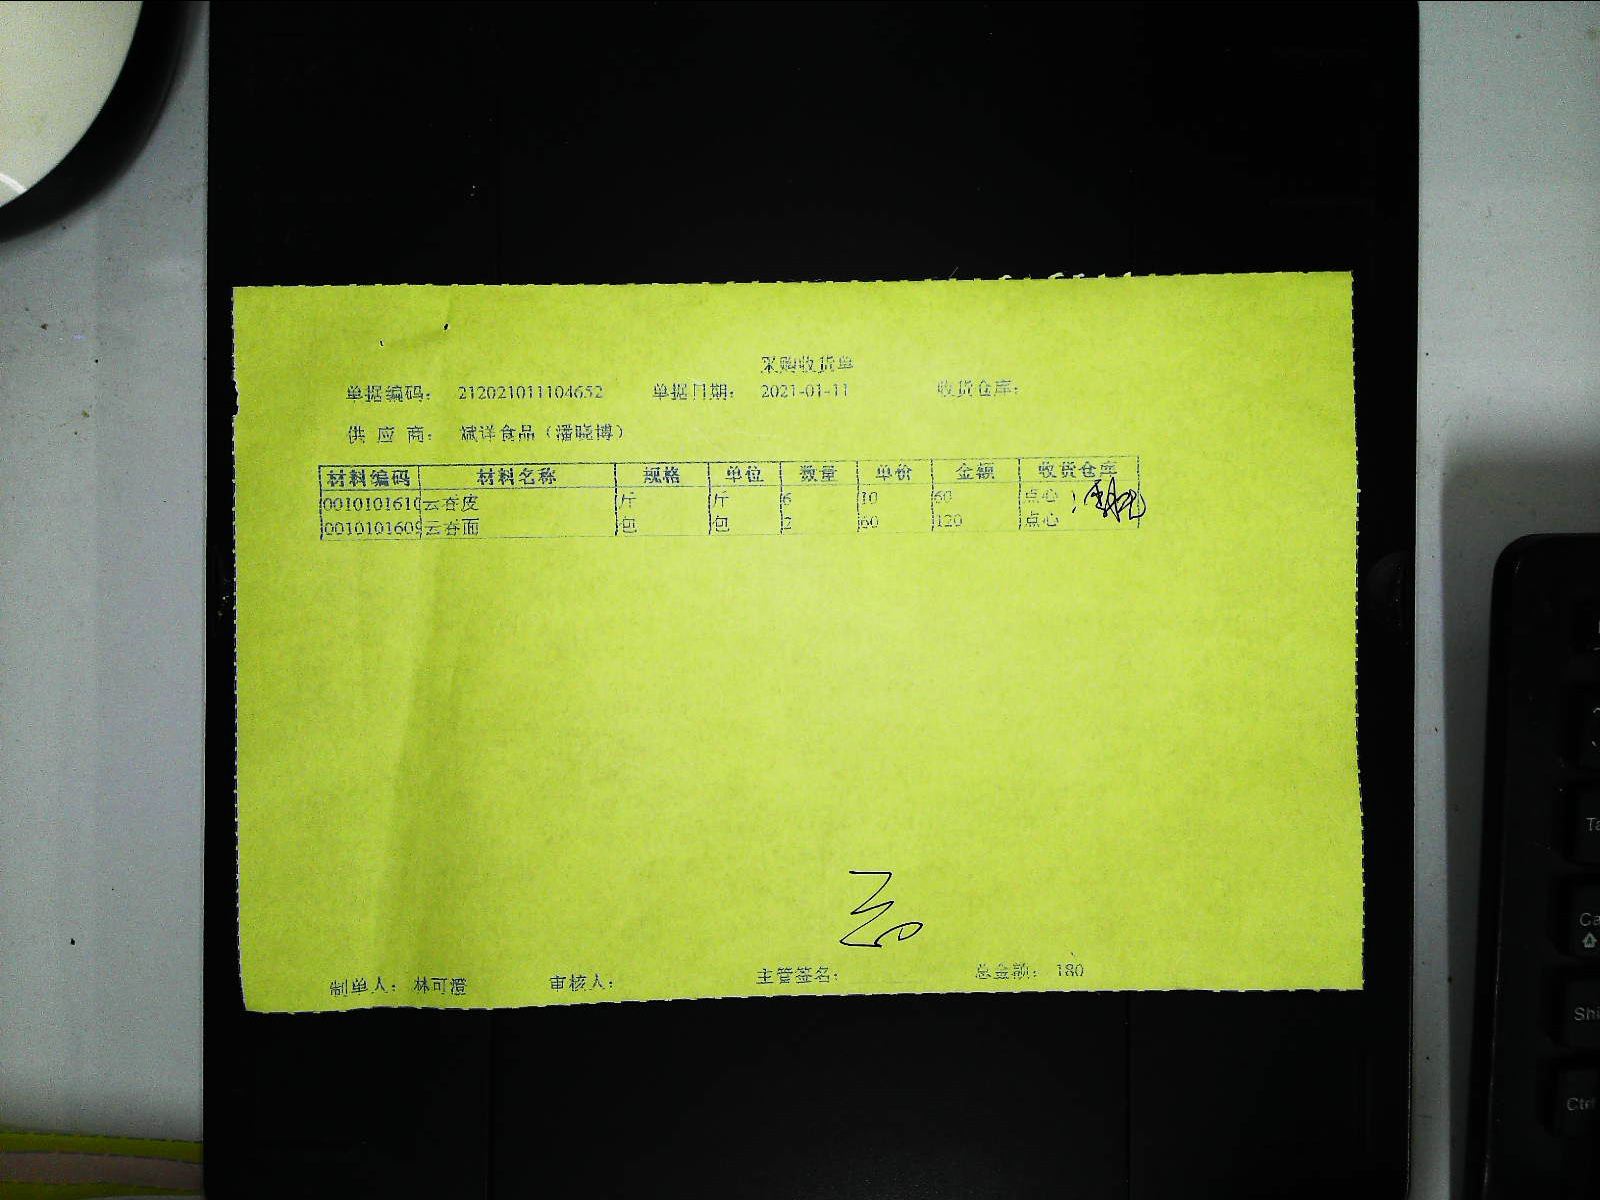 采购收货单
单据编码： 212021011104652 单据日期： 2021-01-11 收货仓库：
供 应 商： 斌洋食品（潘晓博）
材料编码 材料名称 规格 单位 数量 单价 金额 收货仓库
0010101610 云吞皮 斤 斤 6 10 60 点心
0010101609 云吞面 包 包 2 60 120 点心
制单人： 林可澄 审核人： 主管签名： 总金额： 180
Ctrl